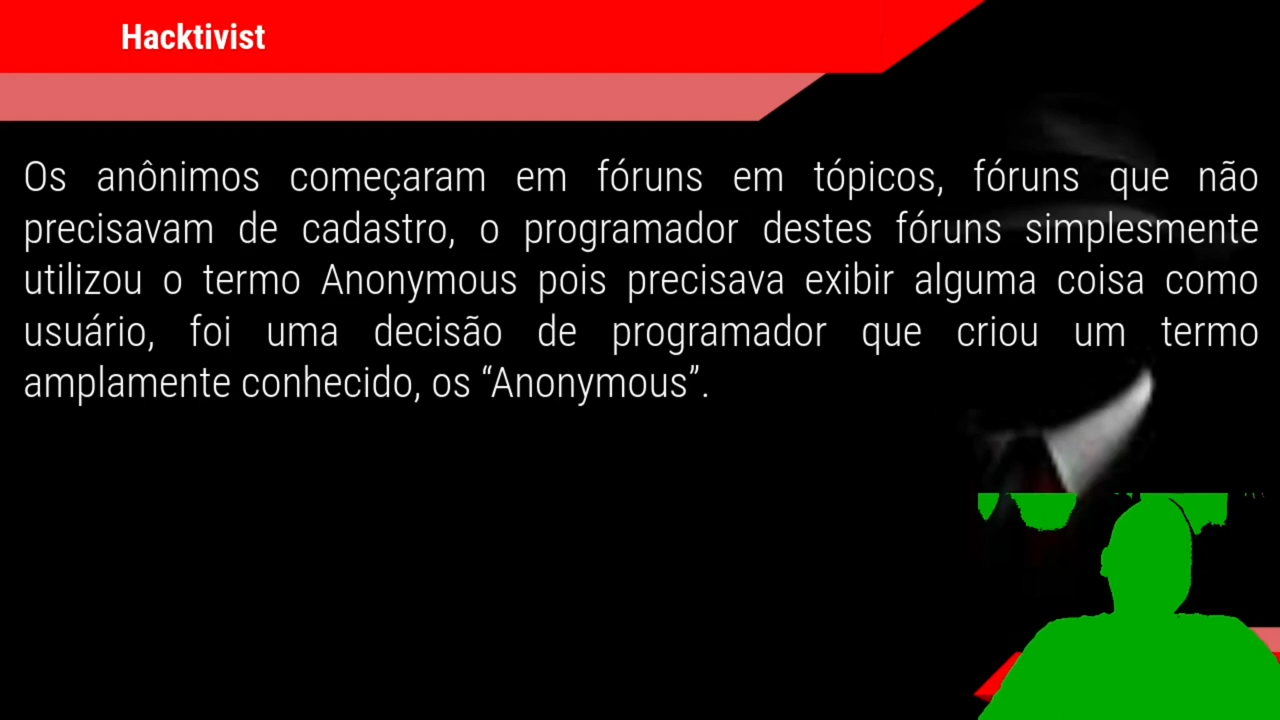 Hacktivist
Os anônimos começaram em fóruns em tópicos, fóruns que não
precisavam de cadastro, o programador destes fóruns simplesmente
utilizou o termo Anonymous pois precisava exibir alguma coisa como
usuário, foi uma decisão de programador que criou um termo
amplamente conhecido, os “Anonymous”.